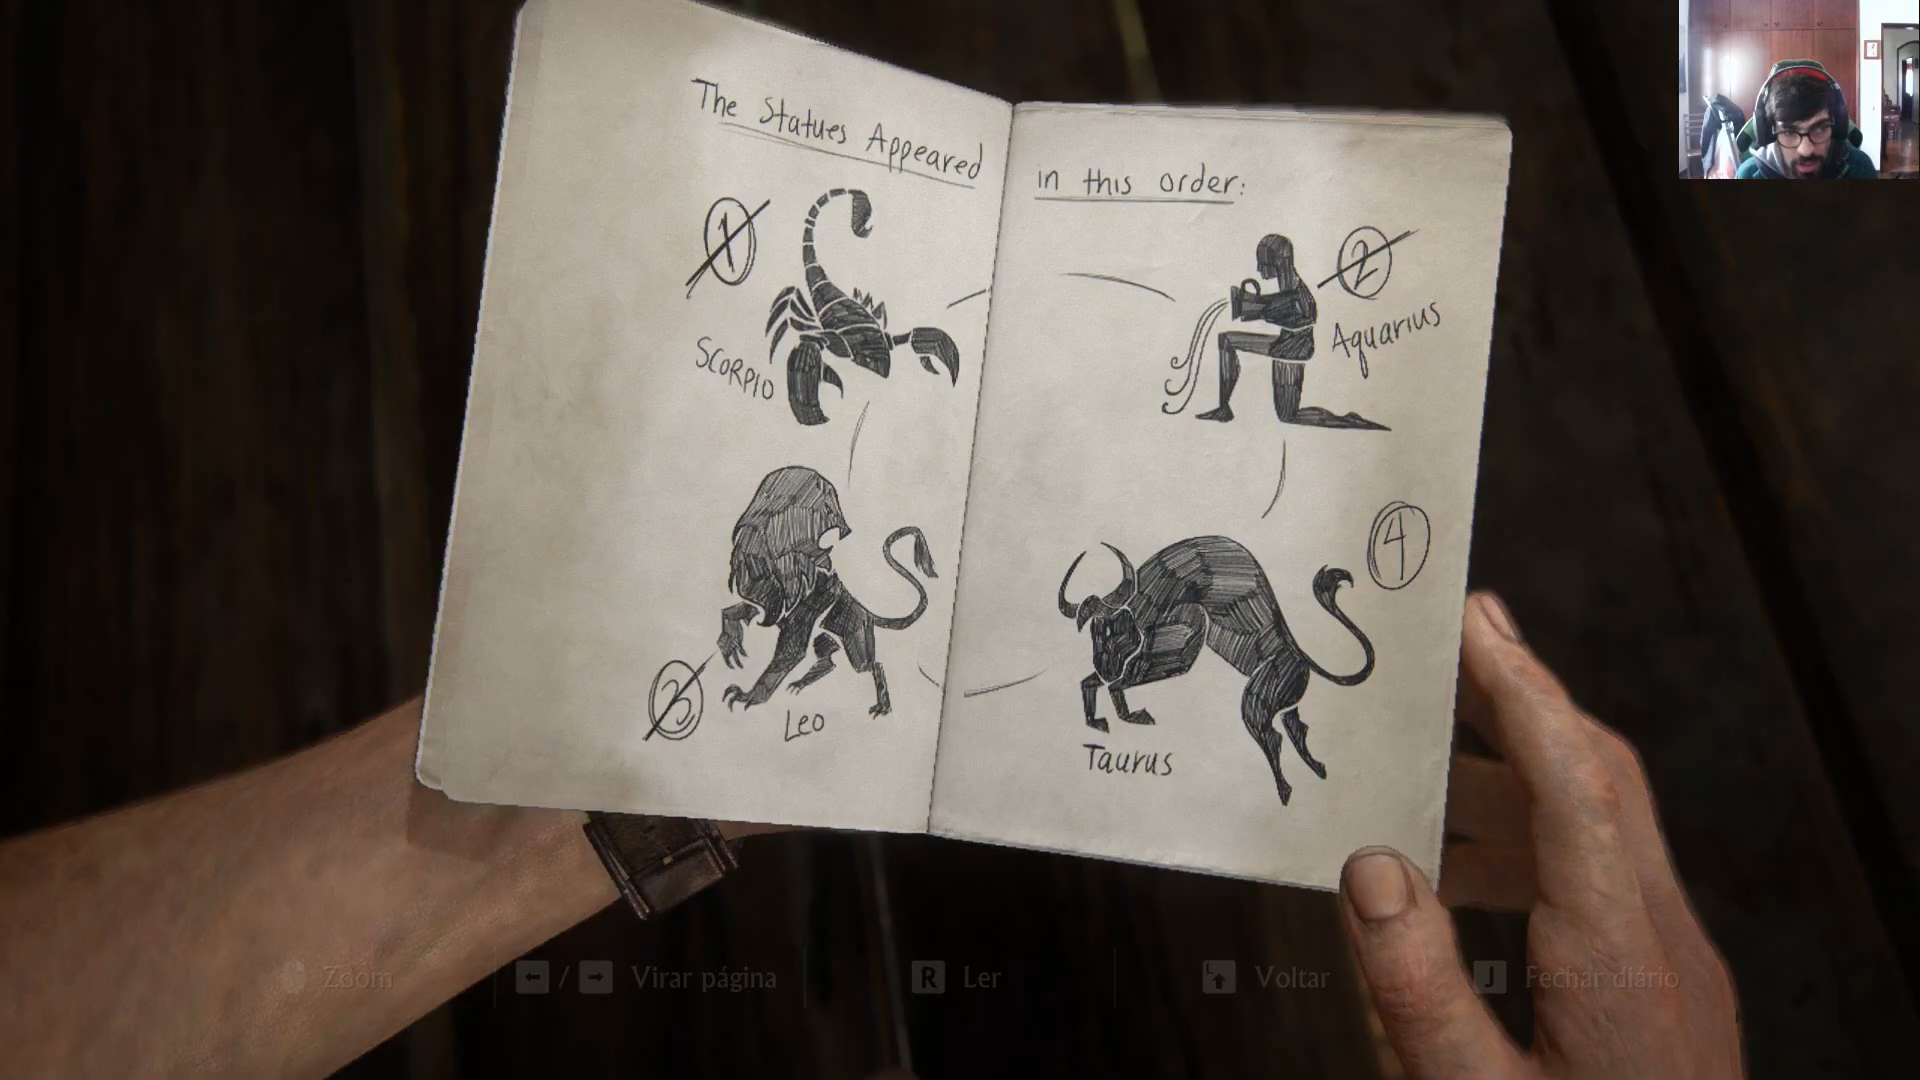 The Statues Appeared
in this order:
1
SCORPIO
2
Aquarius
3
Leo
4
Taurus
Zoom
← / → Virar página
R Ler
L ↑ Voltar
J Fechar diário